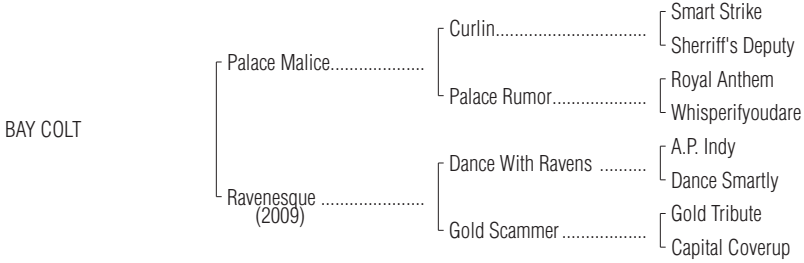 Smart Strike
Curlin................................
Sherriff's Deputy
Palace Malice....................
Royal Anthem
Palace Rumor....................
Whisperifyoudare
BAY COLT
A.P. Indy
Dance With Ravens ..........
Dance Smartly
Ravenesque ......................
(2009)
Gold Tribute
Gold Scammer..................
Capital Coverup